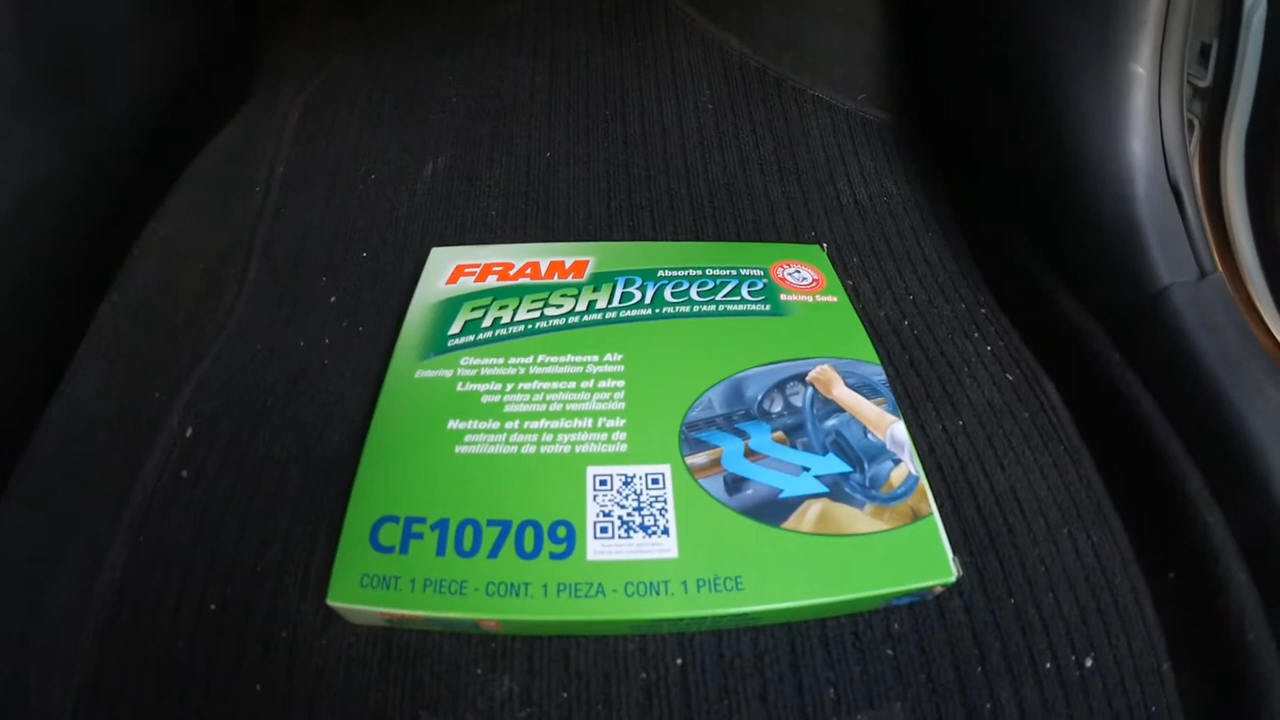 FRAM
Absorbs Odors With
ARM & HAMMER
Baking Soda
FRESHBreeze®
CABIN AIR FILTER • FILTRO DE AIRE DE CABINA • FILTRE D'AIR D'HABITACLE
Cleans and Freshens Air
Entering Your Vehicle's Ventilation System
Limpia y refresca el aire
que entra al vehículo por el
sistema de ventilación
Nettoie et rafraîchit l'air
entrant dans le système de
ventilation de votre véhicule
CF10709
CONT. 1 PIECE - CONT. 1 PIEZA - CONT. 1 PIÈCE